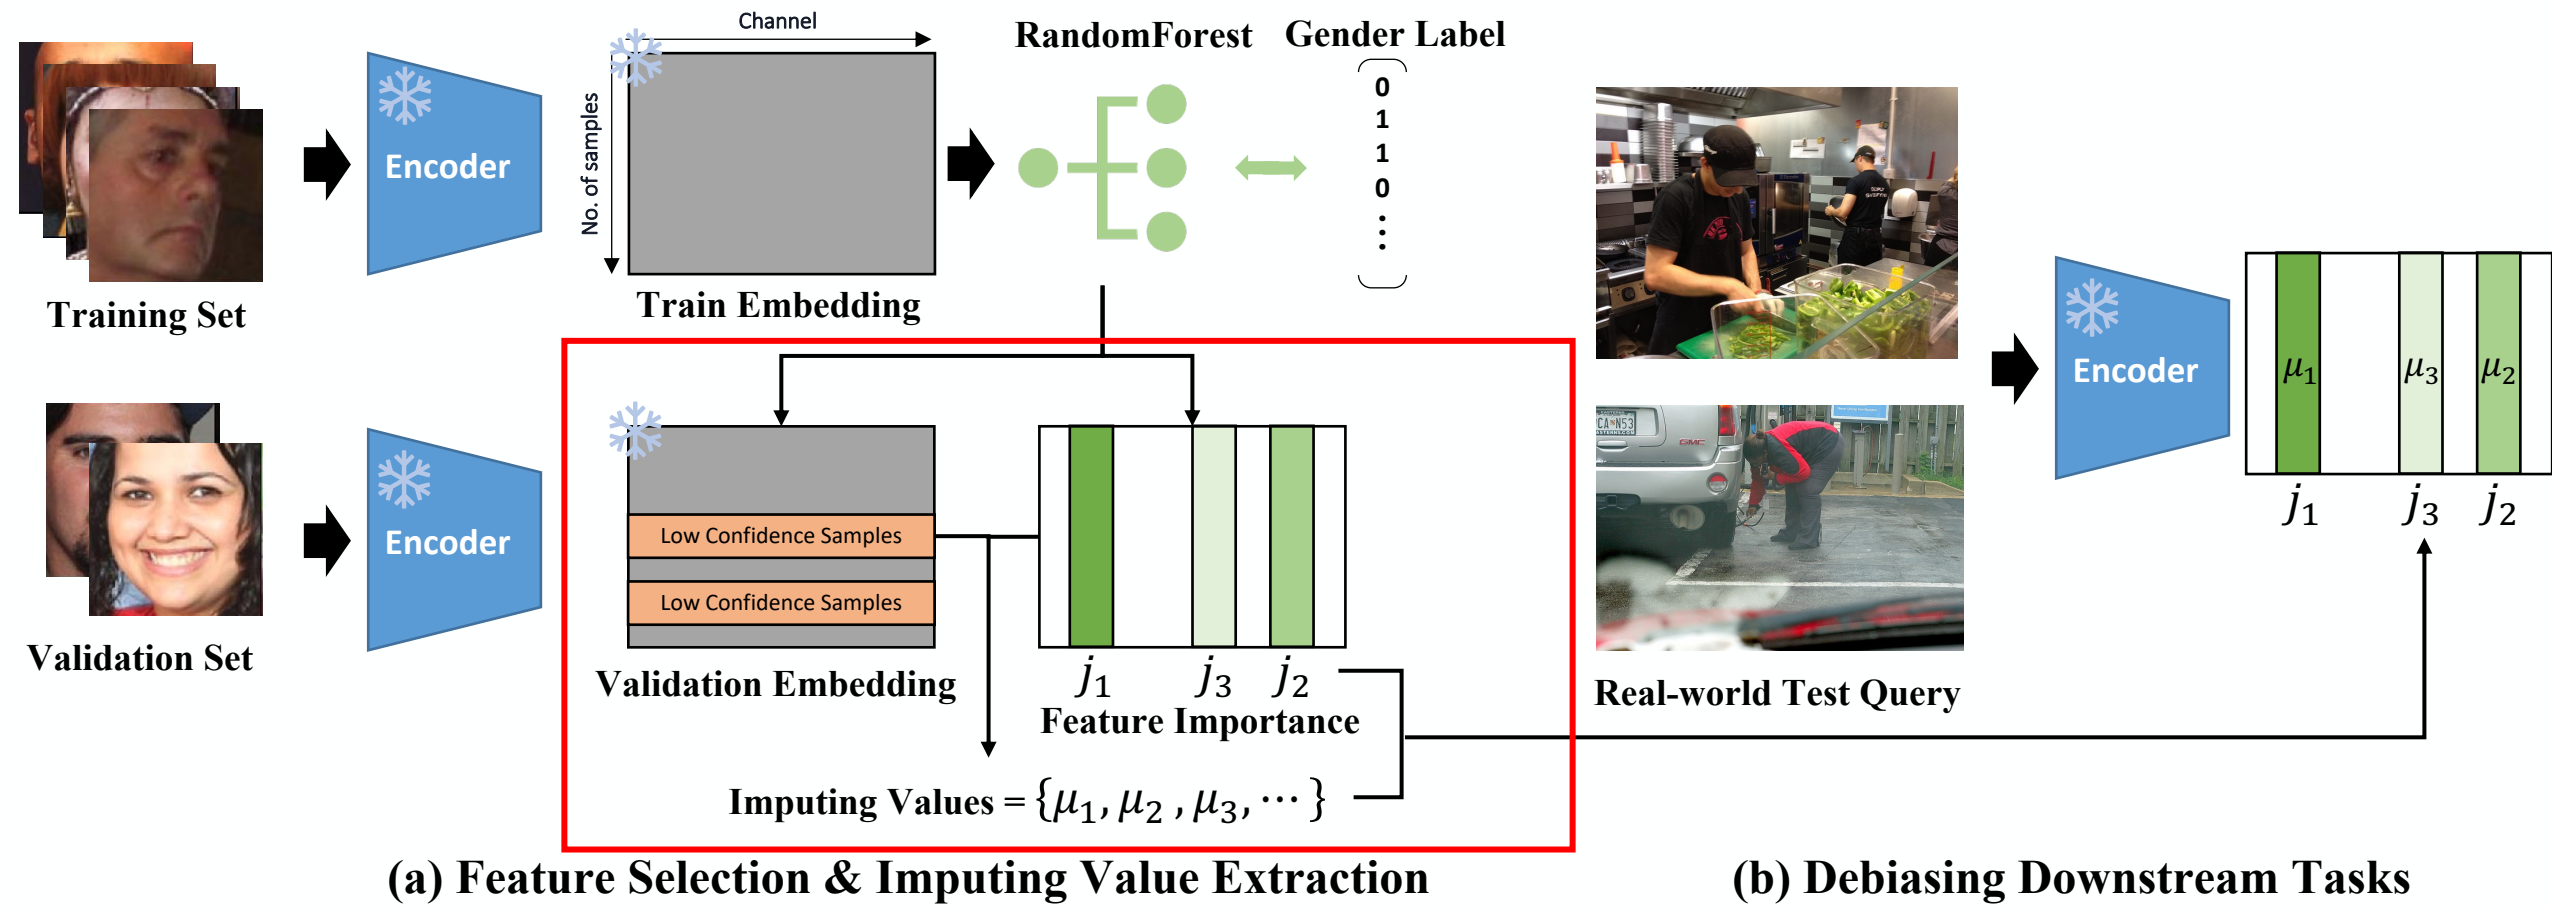 Channel
No. of samples
Encoder
Training Set
Train Embedding
RandomForest
Gender Label
0
1
1
0
⋮
Encoder
Validation Set
Low Confidence Samples
Low Confidence Samples
Validation Embedding
j₁ j₃ j₂
Feature Importance
Imputing Values = {μ₁, μ₂ , μ₃, ⋯ }
(a) Feature Selection & Imputing Value Extraction
GMC
Real-world Test Query
Encoder
μ₁ μ₃ μ₂
j₁ j₃ j₂
(b) Debiasing Downstream Tasks